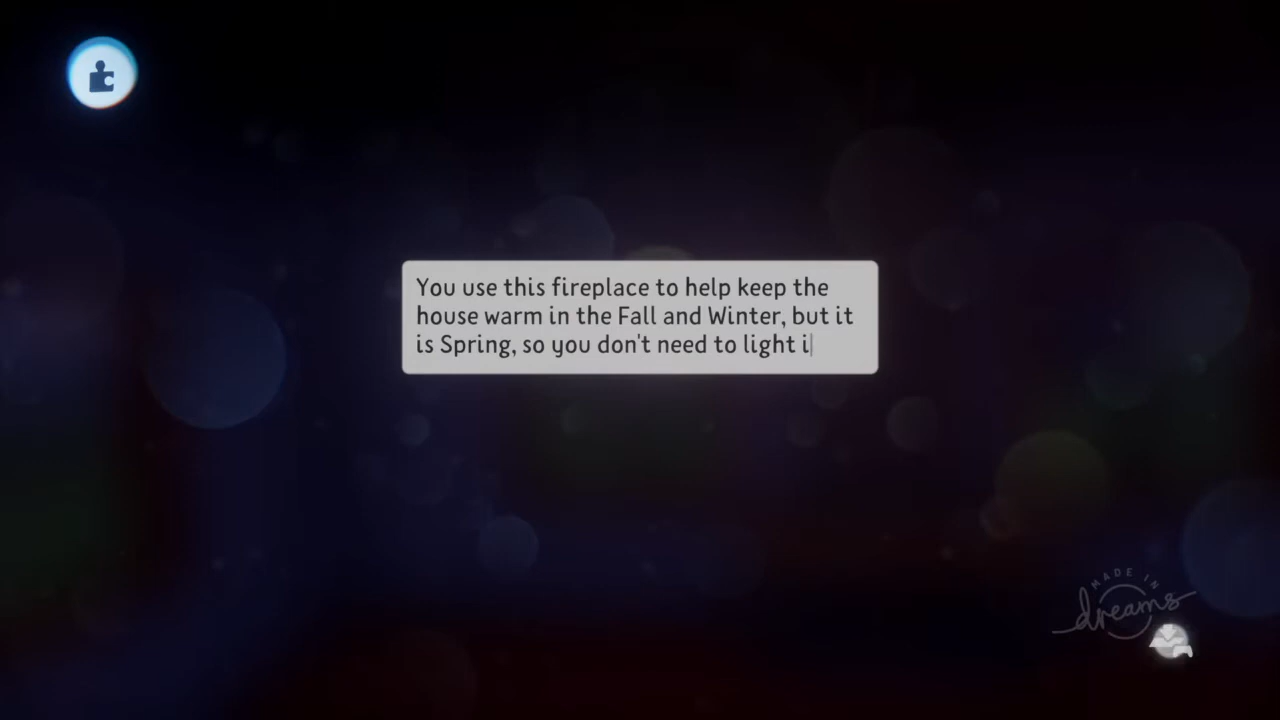 You use this fireplace to help keep the
house warm in the Fall and Winter, but it
is Spring, so you don't need to light i
MADE IN
dreams